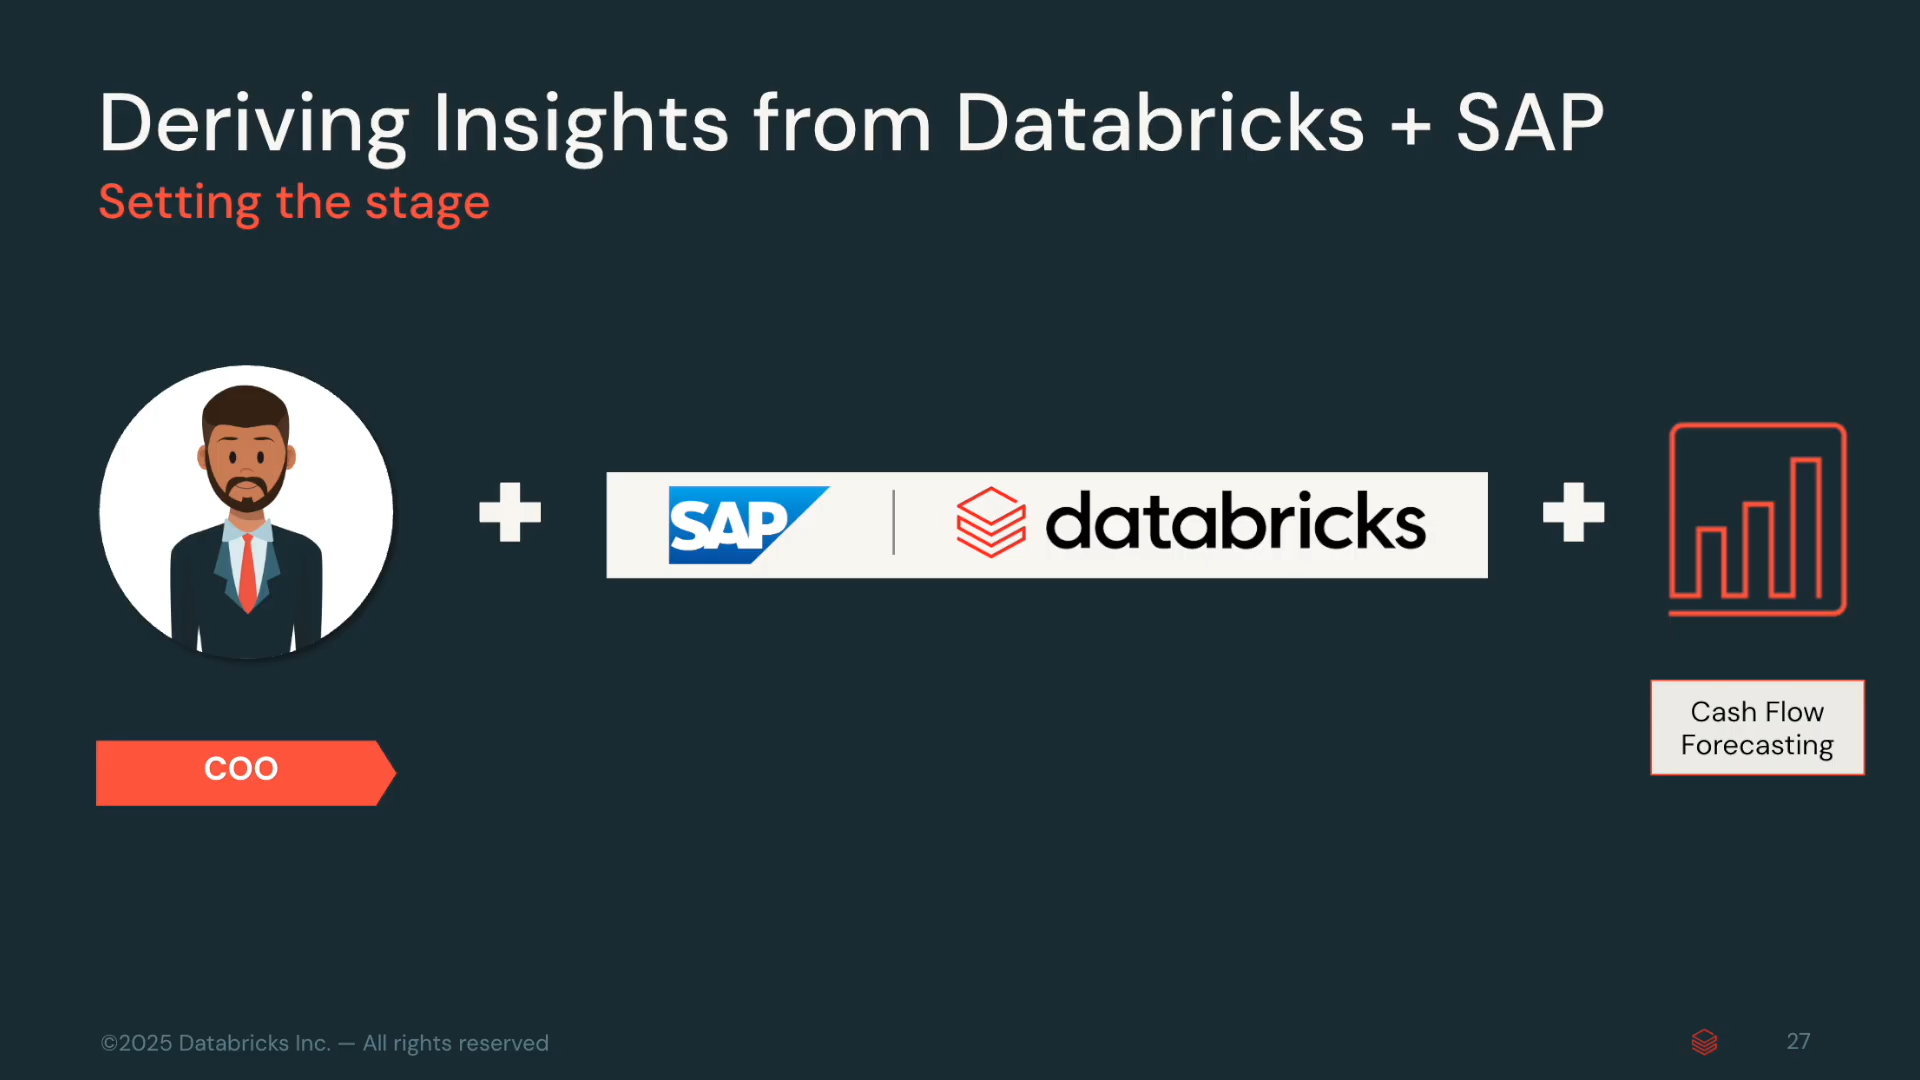 Deriving Insights from Databricks + SAP
Setting the stage
SAP
databricks
COO
Cash Flow
Forecasting
©2025 Databricks Inc. — All rights reserved
27